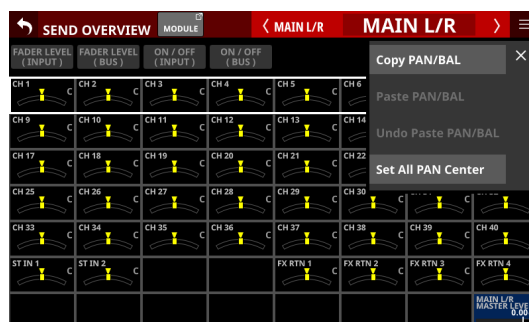 SEND OVERVIEW MODULE MAIN L/R MAIN L/R
FADER LEVEL FADER LEVEL ON / OFF ON / OFF
( INPUT ) ( BUS ) ( INPUT ) ( BUS )
Copy PAN/BAL
Paste PAN/BAL
Undo Paste PAN/BAL
Set All PAN Center
CH 1 C CH 2 C CH 3 C CH 4 C CH 5 C CH 6
CH 9 C CH 10 C CH 11 C CH 12 C CH 13 C CH 14
CH 17 C CH 18 C CH 19 C CH 20 C CH 21 C CH 22
CH 25 C CH 26 C CH 27 C CH 28 C CH 29 C CH 30 C C C
CH 33 C CH 34 C CH 35 C CH 36 C CH 37 C CH 38 C CH 39 C CH 40 C
ST IN 1 C ST IN 2 C FX RTN 1 C FX RTN 2 C FX RTN 3 C FX RTN 4 C
MAIN L/R
MASTER LEVE
0.00